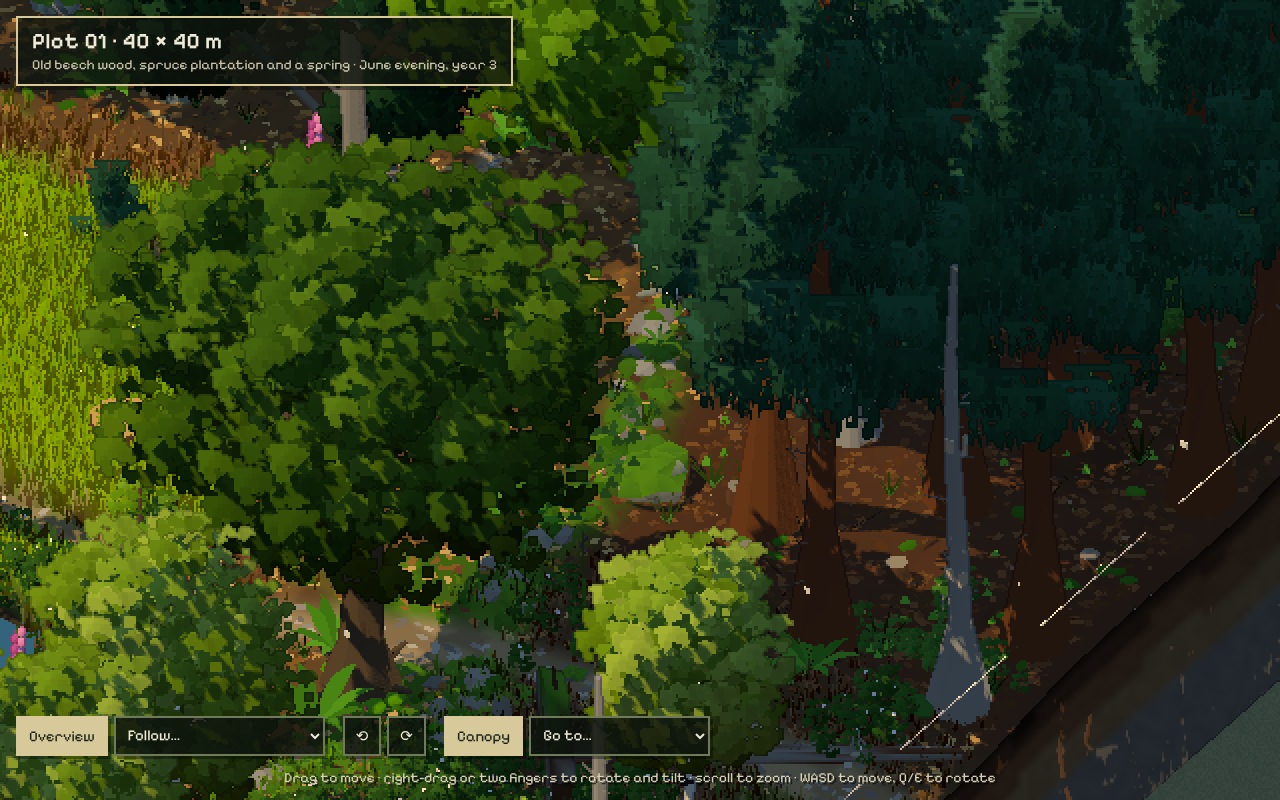 Plot 01 · 40 × 40 m
Old beech wood, spruce plantation and a spring · June evening, year 3
Overview
Follow...
⟲
⟳
Canopy
Go to...
Drag to move · right-drag or two fingers to rotate and tilt · scroll to zoom · WASD to move, Q/E to rotate